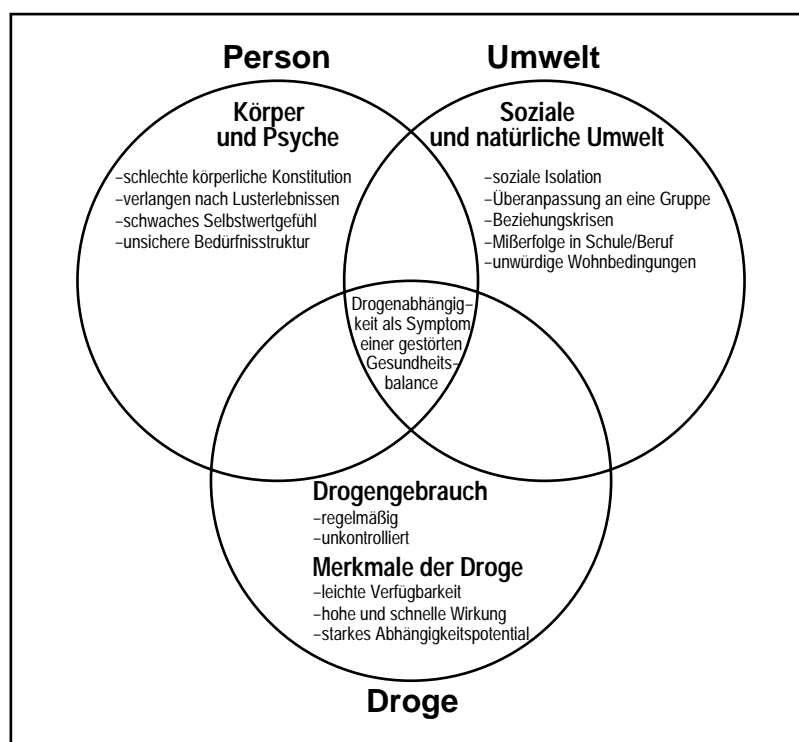 Person
Umwelt
Körper
und Psyche
–schlechte körperliche Konstitution
–verlangen nach Lusterlebnissen
–schwaches Selbstwertgefühl
–unsichere Bedürfnisstruktur
Soziale
und natürliche Umwelt
–soziale Isolation
–Überanpassung an eine Gruppe
–Beziehungskrisen
–Mißerfolge in Schule/Beruf
–unwürdige Wohnbedingungen
Drogenabhängig–
keit als Symptom
einer gestörten
Gesundheits-
balance
Drogengebrauch
–regelmäßig
–unkontrolliert
Merkmale der Droge
–leichte Verfügbarkeit
–hohe und schnelle Wirkung
–starkes Abhängigkeitspotential
Droge